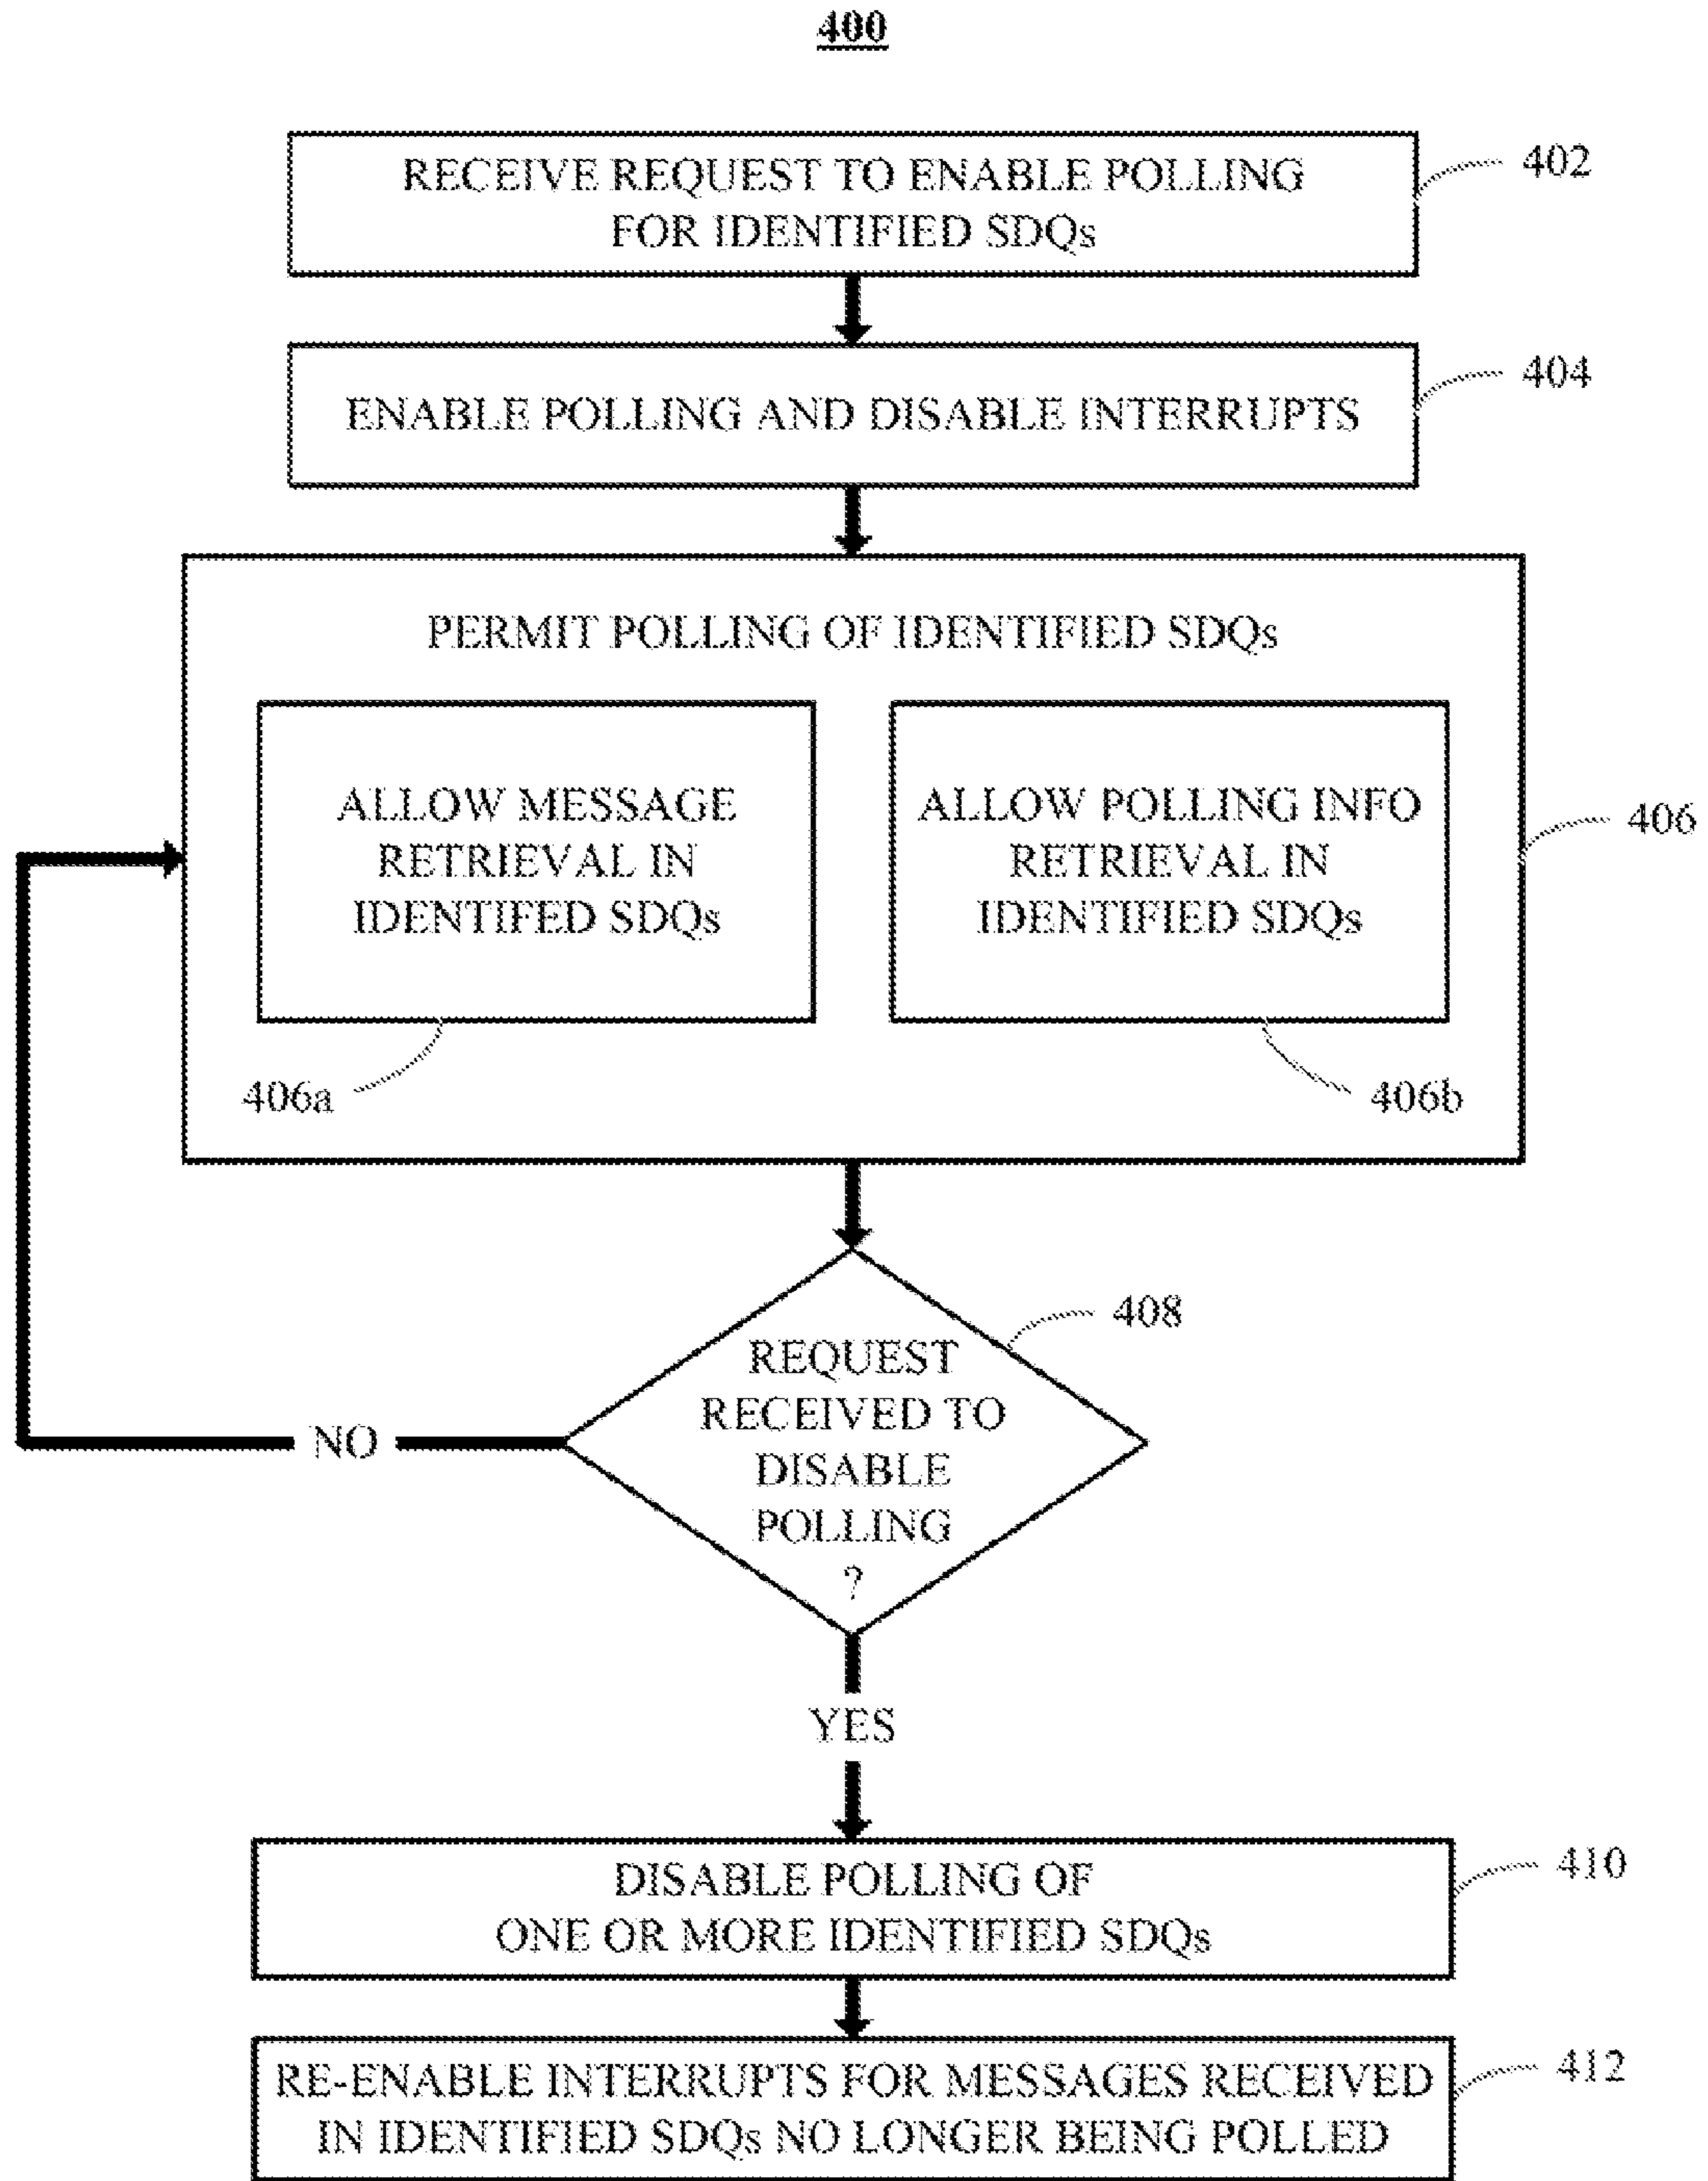 400
RECEIVE REQUEST TO ENABLE POLLING
FOR IDENTIFIED SDQs
402
ENABLE POLLING AND DISABLE INTERRUPTS
404
PERMIT POLLING OF IDENTIFIED SDQs
ALLOW MESSAGE
RETRIEVAL IN
IDENTIFED SDQs
ALLOW POLLING INFO
RETRIEVAL IN
IDENTIFIED SDQs
406
406a
406b
REQUEST
RECEIVED TO
DISABLE
POLLING
?
408
NO
YES
DISABLE POLLING OF
ONE OR MORE IDENTIFIED SDQs
410
RE-ENABLE INTERRUPTS FOR MESSAGES RECEIVED
IN IDENTIFIED SDQs NO LONGER BEING POLLED
412